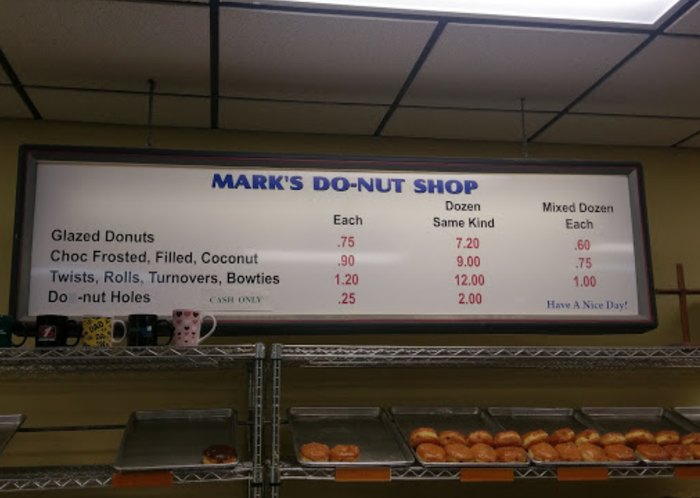 MARK'S DO-NUT SHOP
Each Dozen Same Kind Mixed Dozen Each
Glazed Donuts .75 7.20 .60
Choc Frosted, Filled, Coconut .90 9.00 .75
Twists, Rolls, Turnovers, Bowties 1.20 12.00 1.00
Do -nut Holes CASH ONLY .25 2.00 Have A Nice Day!